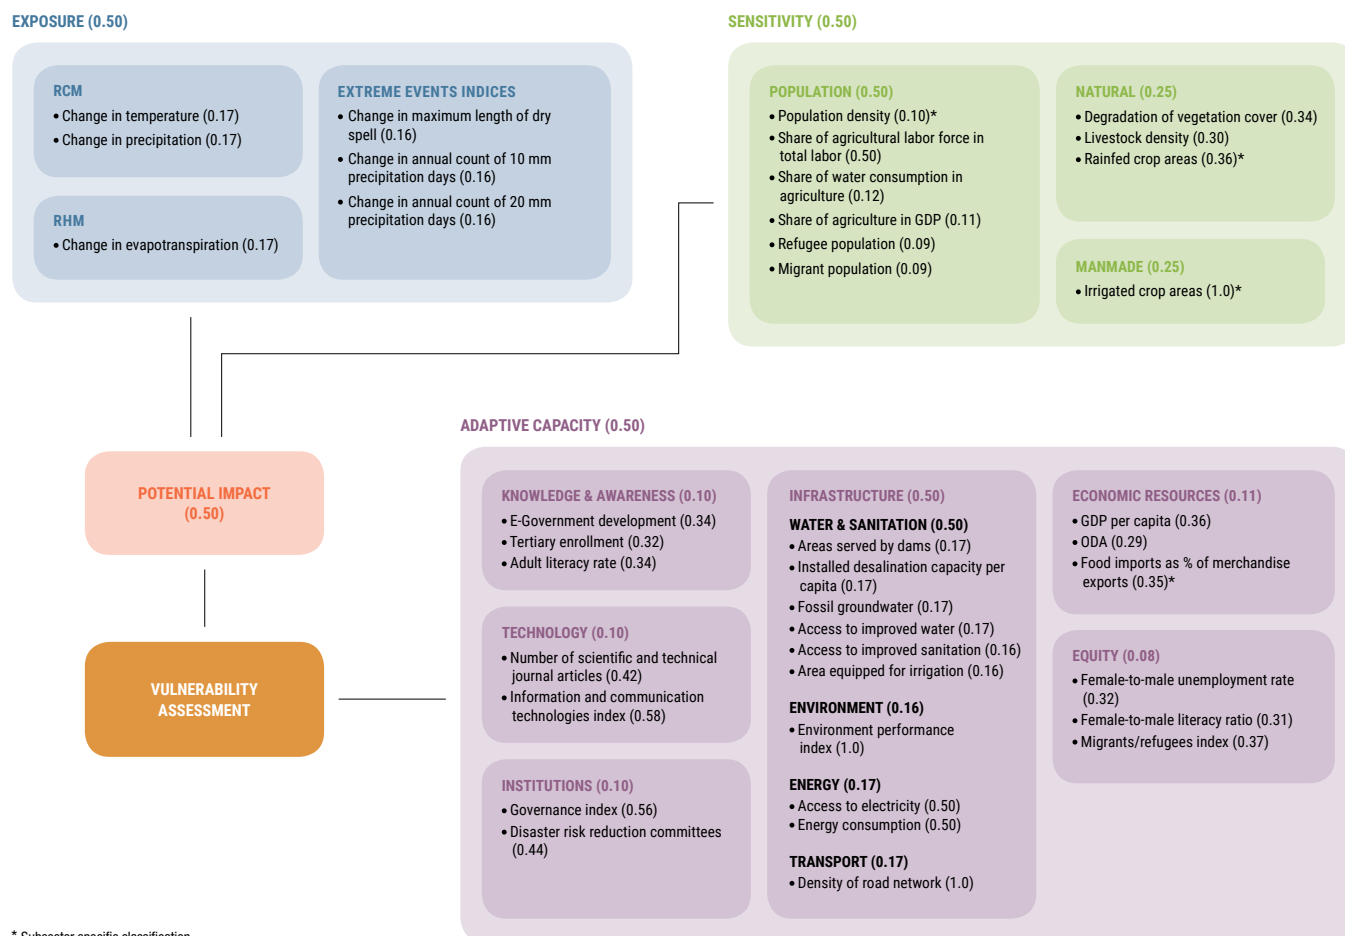 EXPOSURE (0.50)
RCM
• Change in temperature (0.17)
• Change in precipitation (0.17)
RHM
• Change in evapotranspiration (0.17)
EXTREME EVENTS INDICES
• Change in maximum length of dry
spell (0.16)
• Change in annual count of 10 mm
precipitation days (0.16)
• Change in annual count of 20 mm
precipitation days (0.16)
SENSITIVITY (0.50)
POPULATION (0.50)
• Population density (0.10)*
• Share of agricultural labor force in
total labor (0.50)
• Share of water consumption in
agriculture (0.12)
• Share of agriculture in GDP (0.11)
• Refugee population (0.09)
• Migrant population (0.09)
NATURAL (0.25)
• Degradation of vegetation cover (0.34)
• Livestock density (0.30)
• Rainfed crop areas (0.36)*
MANMADE (0.25)
• Irrigated crop areas (1.0)*
POTENTIAL IMPACT
(0.50)
VULNERABILITY
ASSESSMENT
ADAPTIVE CAPACITY (0.50)
KNOWLEDGE & AWARENESS (0.10)
• E-Government development (0.34)
• Tertiary enrollment (0.32)
• Adult literacy rate (0.34)
TECHNOLOGY (0.10)
• Number of scientific and technical
journal articles (0.42)
• Information and communication
technologies index (0.58)
INSTITUTIONS (0.10)
• Governance index (0.56)
• Disaster risk reduction committees
(0.44)
INFRASTRUCTURE (0.50)
WATER & SANITATION (0.50)
• Areas served by dams (0.17)
• Installed desalination capacity per
capita (0.17)
• Fossil groundwater (0.17)
• Access to improved water (0.17)
• Access to improved sanitation (0.16)
• Area equipped for irrigation (0.16)
ENVIRONMENT (0.16)
• Environment performance
index (1.0)
ENERGY (0.17)
• Access to electricity (0.50)
• Energy consumption (0.50)
TRANSPORT (0.17)
• Density of road network (1.0)
ECONOMIC RESOURCES (0.11)
• GDP per capita (0.36)
• ODA (0.29)
• Food imports as % of merchandise
exports (0.35)*
EQUITY (0.08)
• Female-to-male unemployment rate
(0.32)
• Female-to-male literacy ratio (0.31)
• Migrants/refugees index (0.37)
* Subsector specific classification